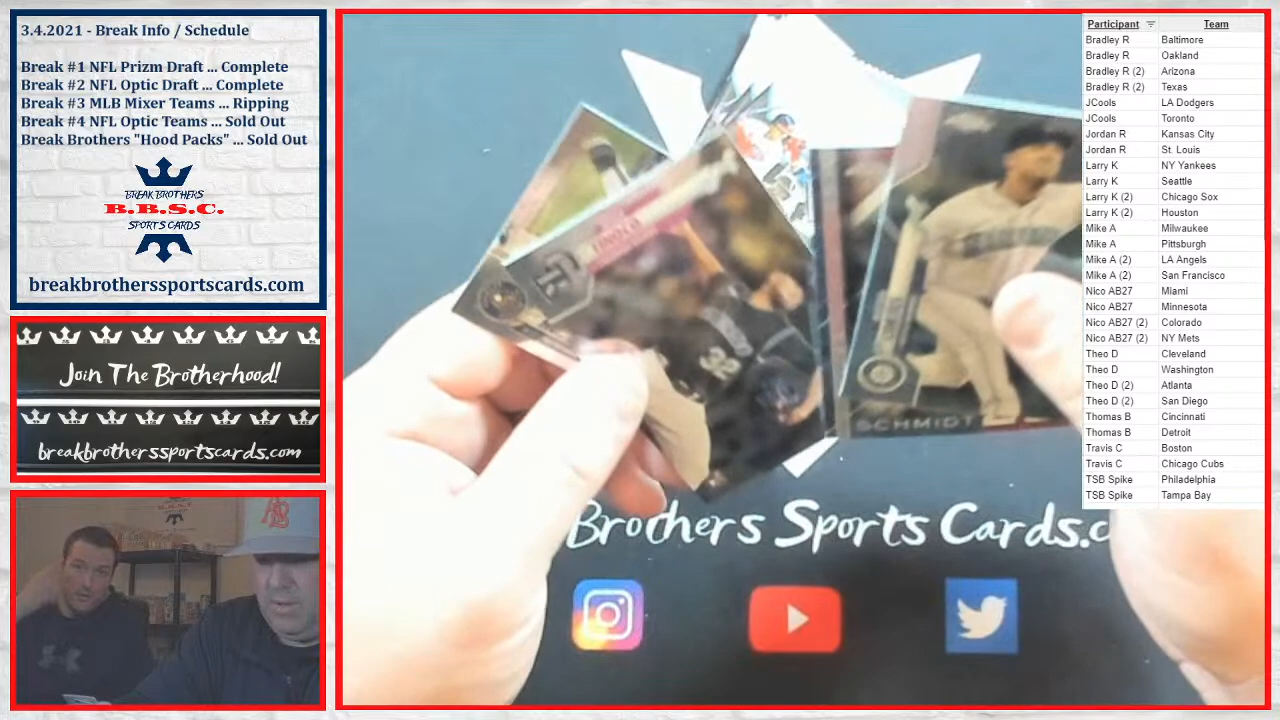 3.4.2021 - Break Info / Schedule
Break #1 NFL Prizm Draft ... Complete
Break #2 NFL Optic Draft ... Complete
Break #3 MLB Mixer Teams ... Ripping
Break #4 NFL Optic Teams ... Sold Out
Break Brothers "Hood Packs" ... Sold Out
BREAK BROTHERS
B.B.S.C.
SPORTS CARDS
breakbrotherssportscards.com
Join The Brotherhood!
breakbrotherssportscards.com
SCHMIDT
Brothers Sports Cards.c
Participant Team
Bradley R Baltimore
Bradley R Oakland
Bradley R (2) Arizona
Bradley R (2) Texas
JCools LA Dodgers
JCools Toronto
Jordan R Kansas City
Jordan R St. Louis
Larry K NY Yankees
Larry K Seattle
Larry K (2) Chicago Sox
Larry K (2) Houston
Mike A Milwaukee
Mike A Pittsburgh
Mike A (2) LA Angels
Mike A (2) San Francisco
Nico AB27 Miami
Nico AB27 Minnesota
Nico AB27 (2) Colorado
Nico AB27 (2) NY Mets
Theo D Cleveland
Theo D Washington
Theo D (2) Atlanta
Theo D (2) San Diego
Thomas B Cincinnati
Thomas B Detroit
Travis C Boston
Travis C Chicago Cubs
TSB Spike Philadelphia
TSB Spike Tampa Bay